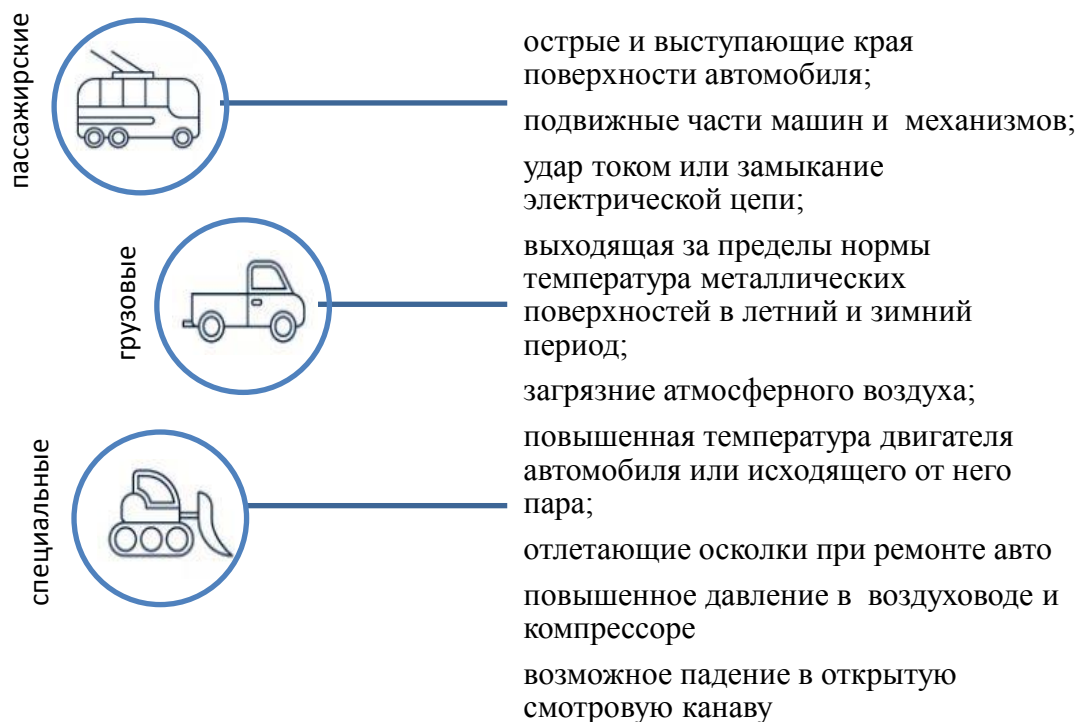 пассажирские
острые и выступающие края
поверхности автомобиля;
подвижные части машин и механизмов;
удар током или замыкание
электрической цепи;
грузовые
выходящая за пределы нормы
температура металлических
поверхностей в летний и зимний
период;
загрязние атмосферного воздуха;
специальные
повышенная температура двигателя
автомобиля или исходящего от него
пара;
отлетающие осколки при ремонте авто
повышенное давление в воздуховоде и
компрессоре
возможное падение в открытую
смотровую канаву